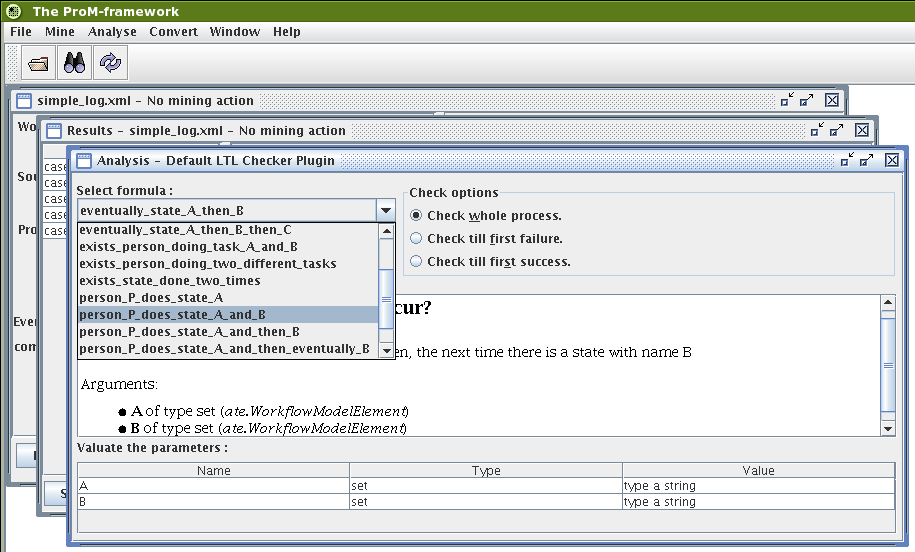 The ProM-framework
File Mine Analyse Convert Window Help
simple_log.xml - No mining action
Wo
Results - simple_log.xml - No mining action
Analysis - Default LTL Checker Plugin
case
case
case
case
case
Sou
Pro
Even
com
Select formula :
eventually_state_A_then_B
eventually_state_A_then_B_then_C
exists_person_doing_task_A_and_B
exists_person_doing_two_different_tasks
exists_state_done_two_times
person_P_does_state_A
person_P_does_state_A_and_B
person_P_does_state_A_and_then_B
person_P_does_state_A_and_then_eventually_B
Check options
Check whole process.
Check till first failure.
Check till first success.
cur?
en, the next time there is a state with name B
Arguments:
● A of type set (ate.WorkflowModelElement)
● B of type set (ate.WorkflowModelElement)
Valuate the parameters :
Name Type Value
A set type a string
B set type a string
S